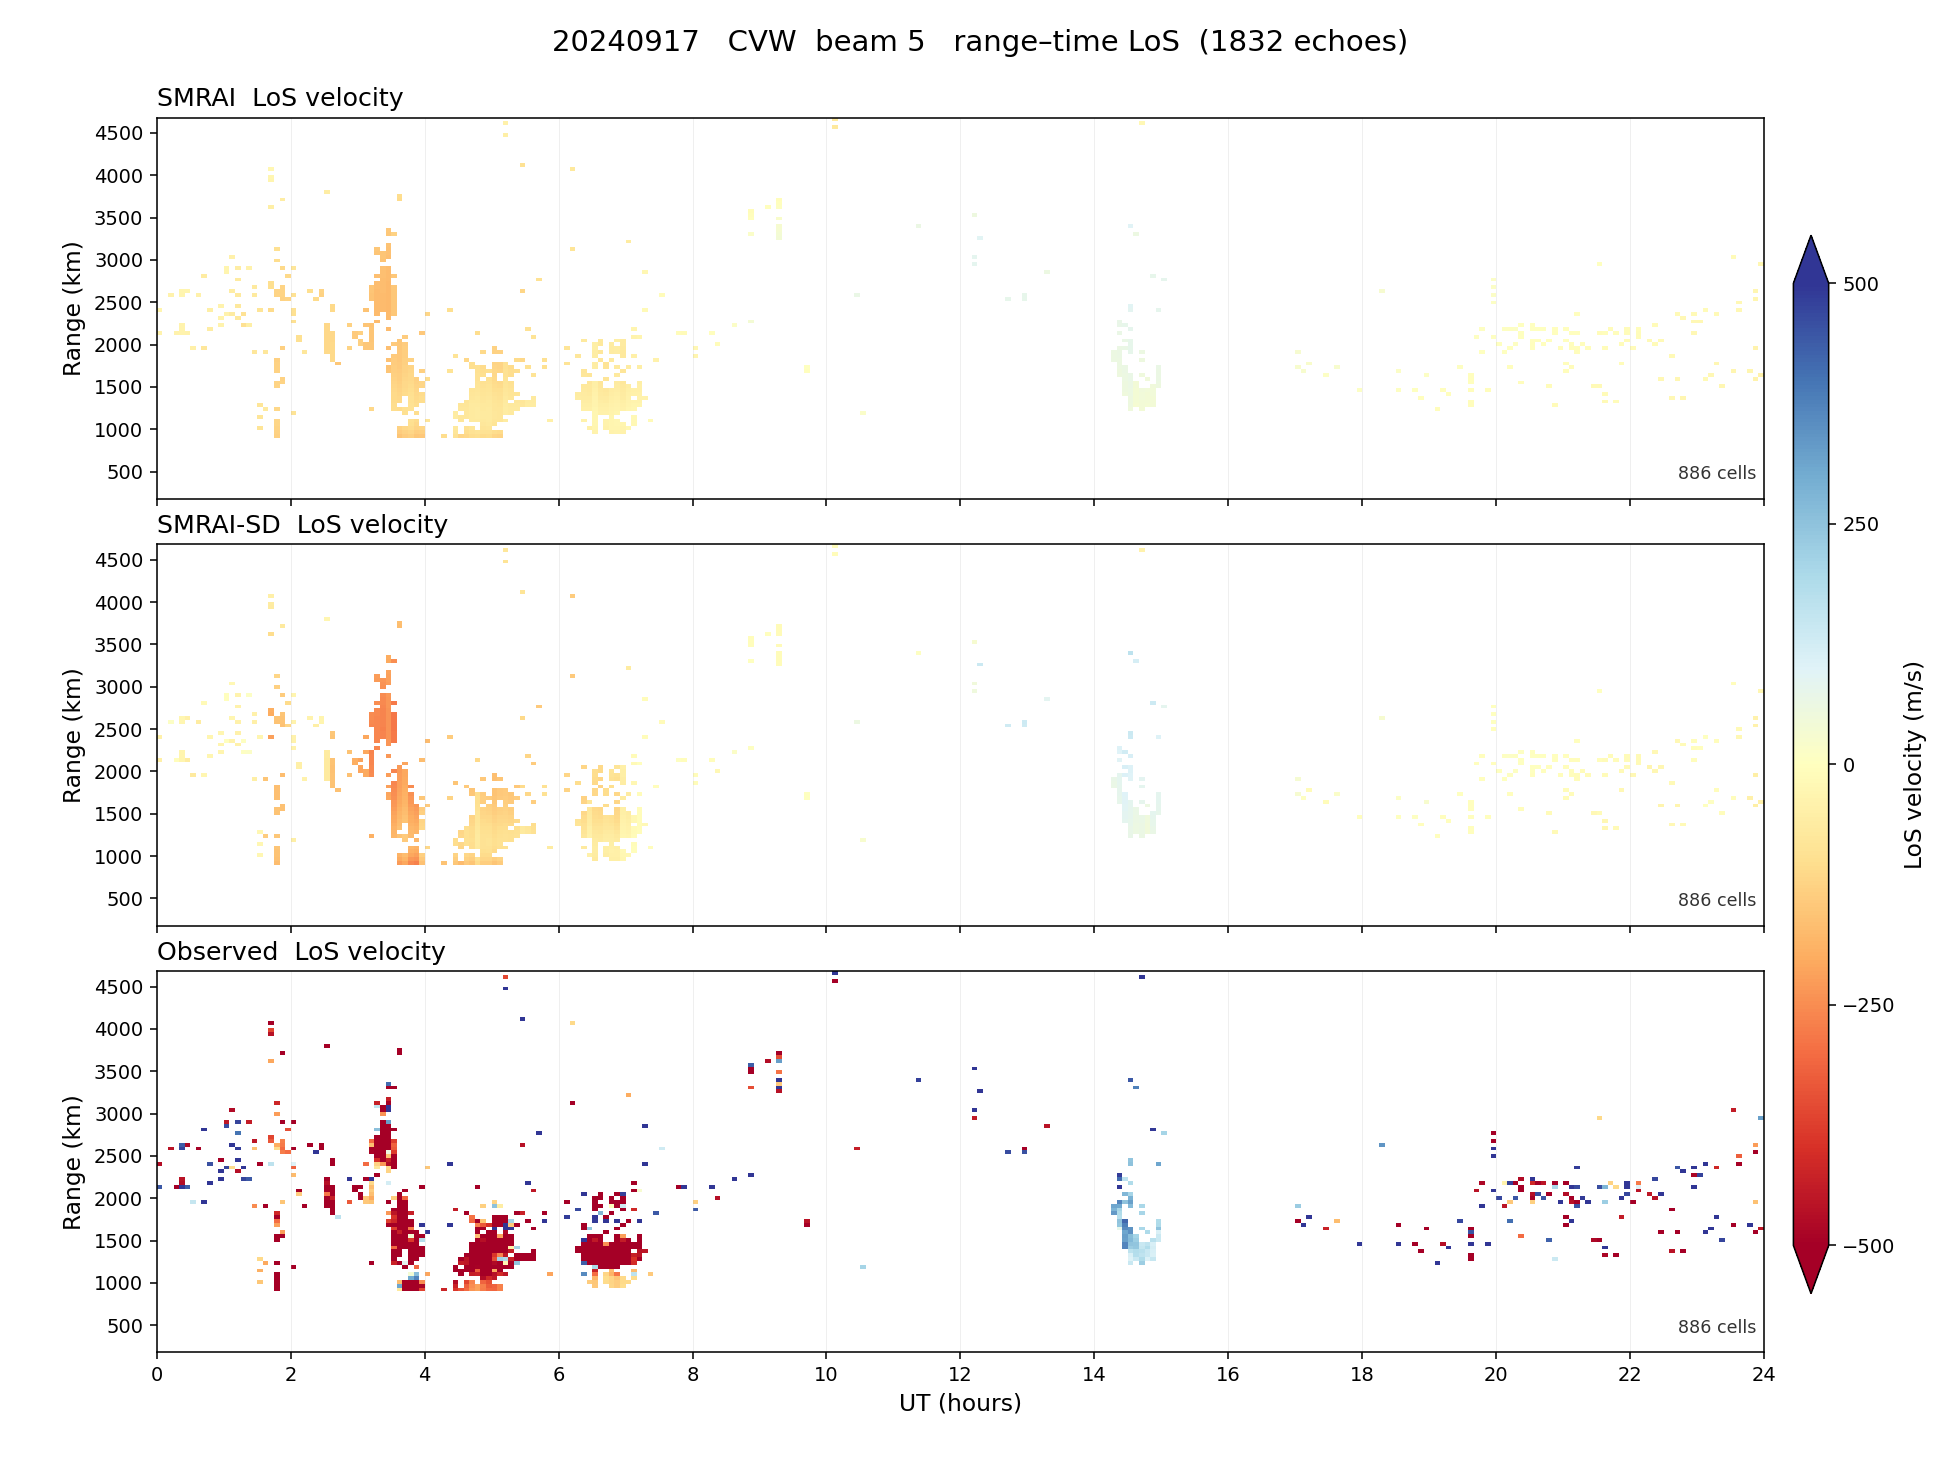 20240917   CVW  beam 5   range–time LoS  (1832 echoes)
SMRAI  LoS velocity
4500
4000
3500
3000
2500
2000
1500
1000
500
Range (km)
886 cells
SMRAI-SD  LoS velocity
4500
4000
3500
3000
2500
2000
1500
1000
500
Range (km)
886 cells
Observed  LoS velocity
4500
4000
3500
3000
2500
2000
1500
1000
500
Range (km)
886 cells
0 2 4 6 8 10 12 14 16 18 20 22 24
UT (hours)
500
250
0
−250
−500
LoS velocity (m/s)